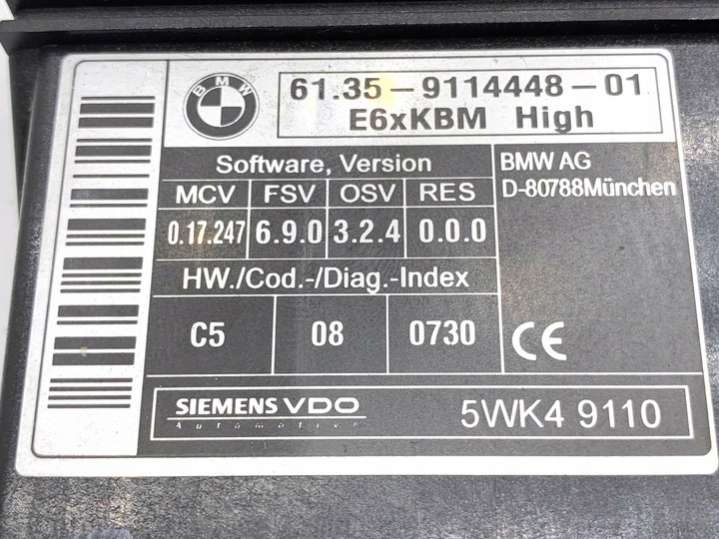 BMW
61.35 – 9114448 – 01
E6xKBM High
Software, Version
MCV FSV OSV RES
0.17.247 6.9.0 3.2.4 0.0.0
HW./Cod.-/Diag.-Index
C5 08 0730
BMW AG
D-80788München
CE
SIEMENS VDO
Automotive
5WK4 9110